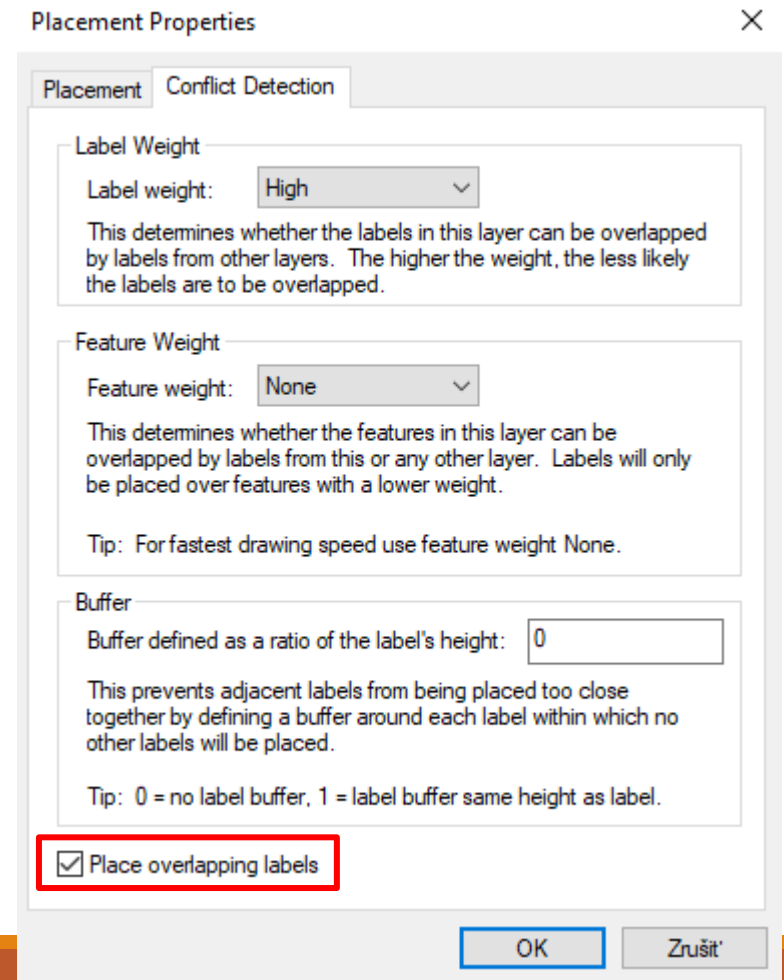 Placement Properties
Placement
Conflict Detection
Label Weight
Label weight: High
This determines whether the labels in this layer can be overlapped
by labels from other layers. The higher the weight, the less likely
the labels are to be overlapped.
Feature Weight
Feature weight: None
This determines whether the features in this layer can be
overlapped by labels from this or any other layer. Labels will only
be placed over features with a lower weight.
Tip: For fastest drawing speed use feature weight None.
Buffer
Buffer defined as a ratio of the label's height: 0
This prevents adjacent labels from being placed too close
together by defining a buffer around each label within which no
other labels will be placed.
Tip: 0 = no label buffer, 1 = label buffer same height as label.
Place overlapping labels
OK
Zrušiť